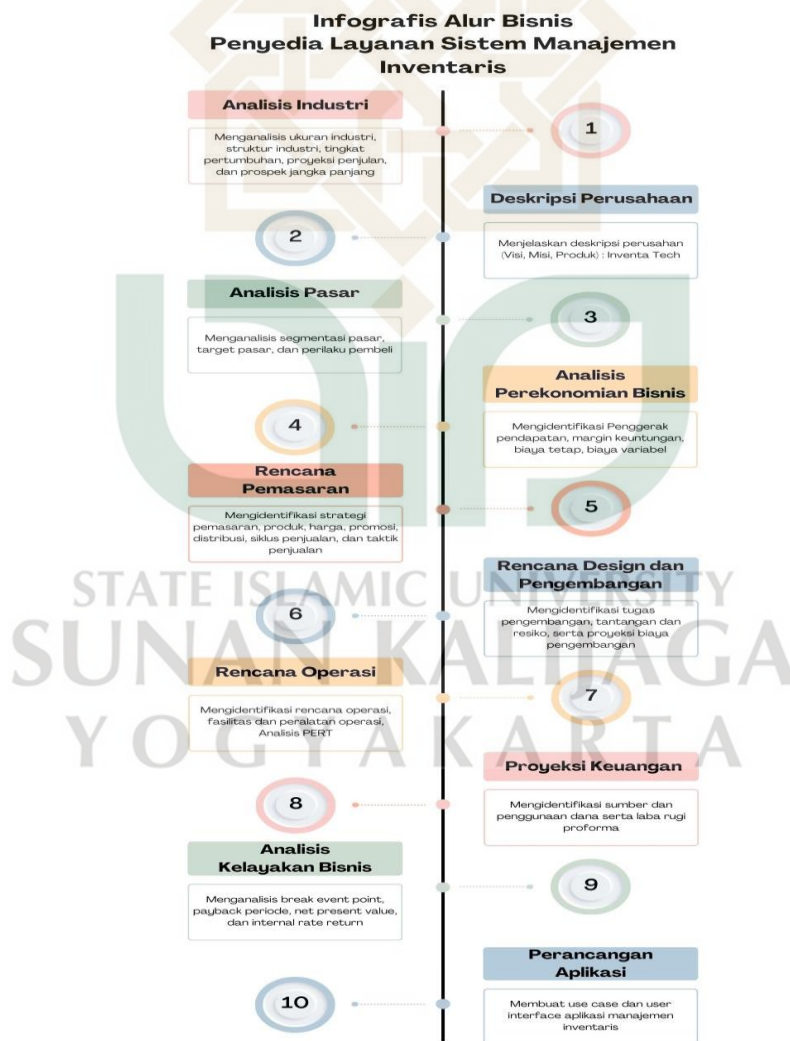 Infografis Alur Bisnis
Penyedia Layanan Sistem Manajemen
Inventaris
Analisis Industri
1
Menganalisis ukuran industri,
struktur industri, tingkat
pertumbuhan, proyeksi penjulan,
dan prospek jangka panjang
Deskripsi Perusahaan
2
Menjelaskan deskripsi perusahan
(Visi, Misi, Produk) : Inventa Tech
Analisis Pasar
3
Menganalisis segmentasi pasar,
target pasar, dan perilaku pembeli
Analisis
Perekonomian Bisnis
4
Mengidentifikasi Penggerak
pendapatan, margin keuntungan,
biaya tetap, biaya variabel
Rencana
Pemasaran
5
Mengidentifikasi strategi
pemasaran, produk, harga, promosi,
distribusi, siklus penjualan, dan taktik
penjualan
Rencana Design dan
Pengembangan
6
Mengidentifikasi tugas
pengembangan, tantangan dan
resiko, serta proyeksi biaya
pengembangan
Rencana Operasi
7
Mengidentifikasi rencana operasi,
fasilitas dan peralatan operasi,
Analisis PERT
Proyeksi Keuangan
8
Mengidentifikasi sumber dan
penggunaan dana serta laba rugi
proforma
Analisis
Kelayakan Bisnis
9
Menganalisis break event point,
payback periode, net present value,
dan internal rate return
Perancangan
Aplikasi
10
Membuat use case dan user
interface aplikasi manajemen
inventaris
STATE ISLAMIC UNIVERSITY
SUNAN KALIJAGA
YOGYAKARTA